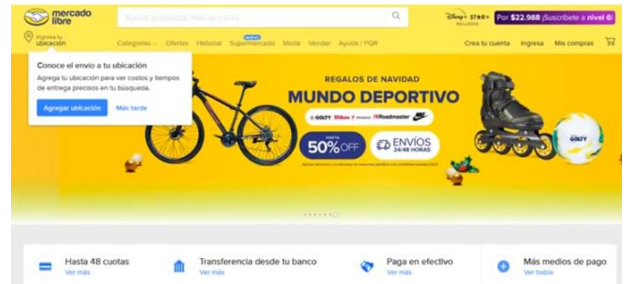 mercado
libre
Disney+ STAR+
Por $22.988 ¡Suscríbete a nivel 6!
Ingresa tu
ubicación
Categorías Ofertas Historial Supermercado Moda Vender Ayuda / PQR
Crea tu cuenta Ingresa Mis compras
Conoce el envío a tu ubicación
Agrega tu ubicación para ver costos y tiempos
de entrega precisos en tu búsqueda.
Agregar ubicación Más tarde
REGALOS DE NAVIDAD
MUNDO DEPORTIVO
GOLTY Wilson Roadmaster
HASTA
50% OFF
ENVÍOS
24/48 HORAS
GOLTY
Hasta 48 cuotas
Ver más
Transferencia desde tu banco
Ver más
Paga en efectivo
Ver más
Más medios de pago
Ver todos